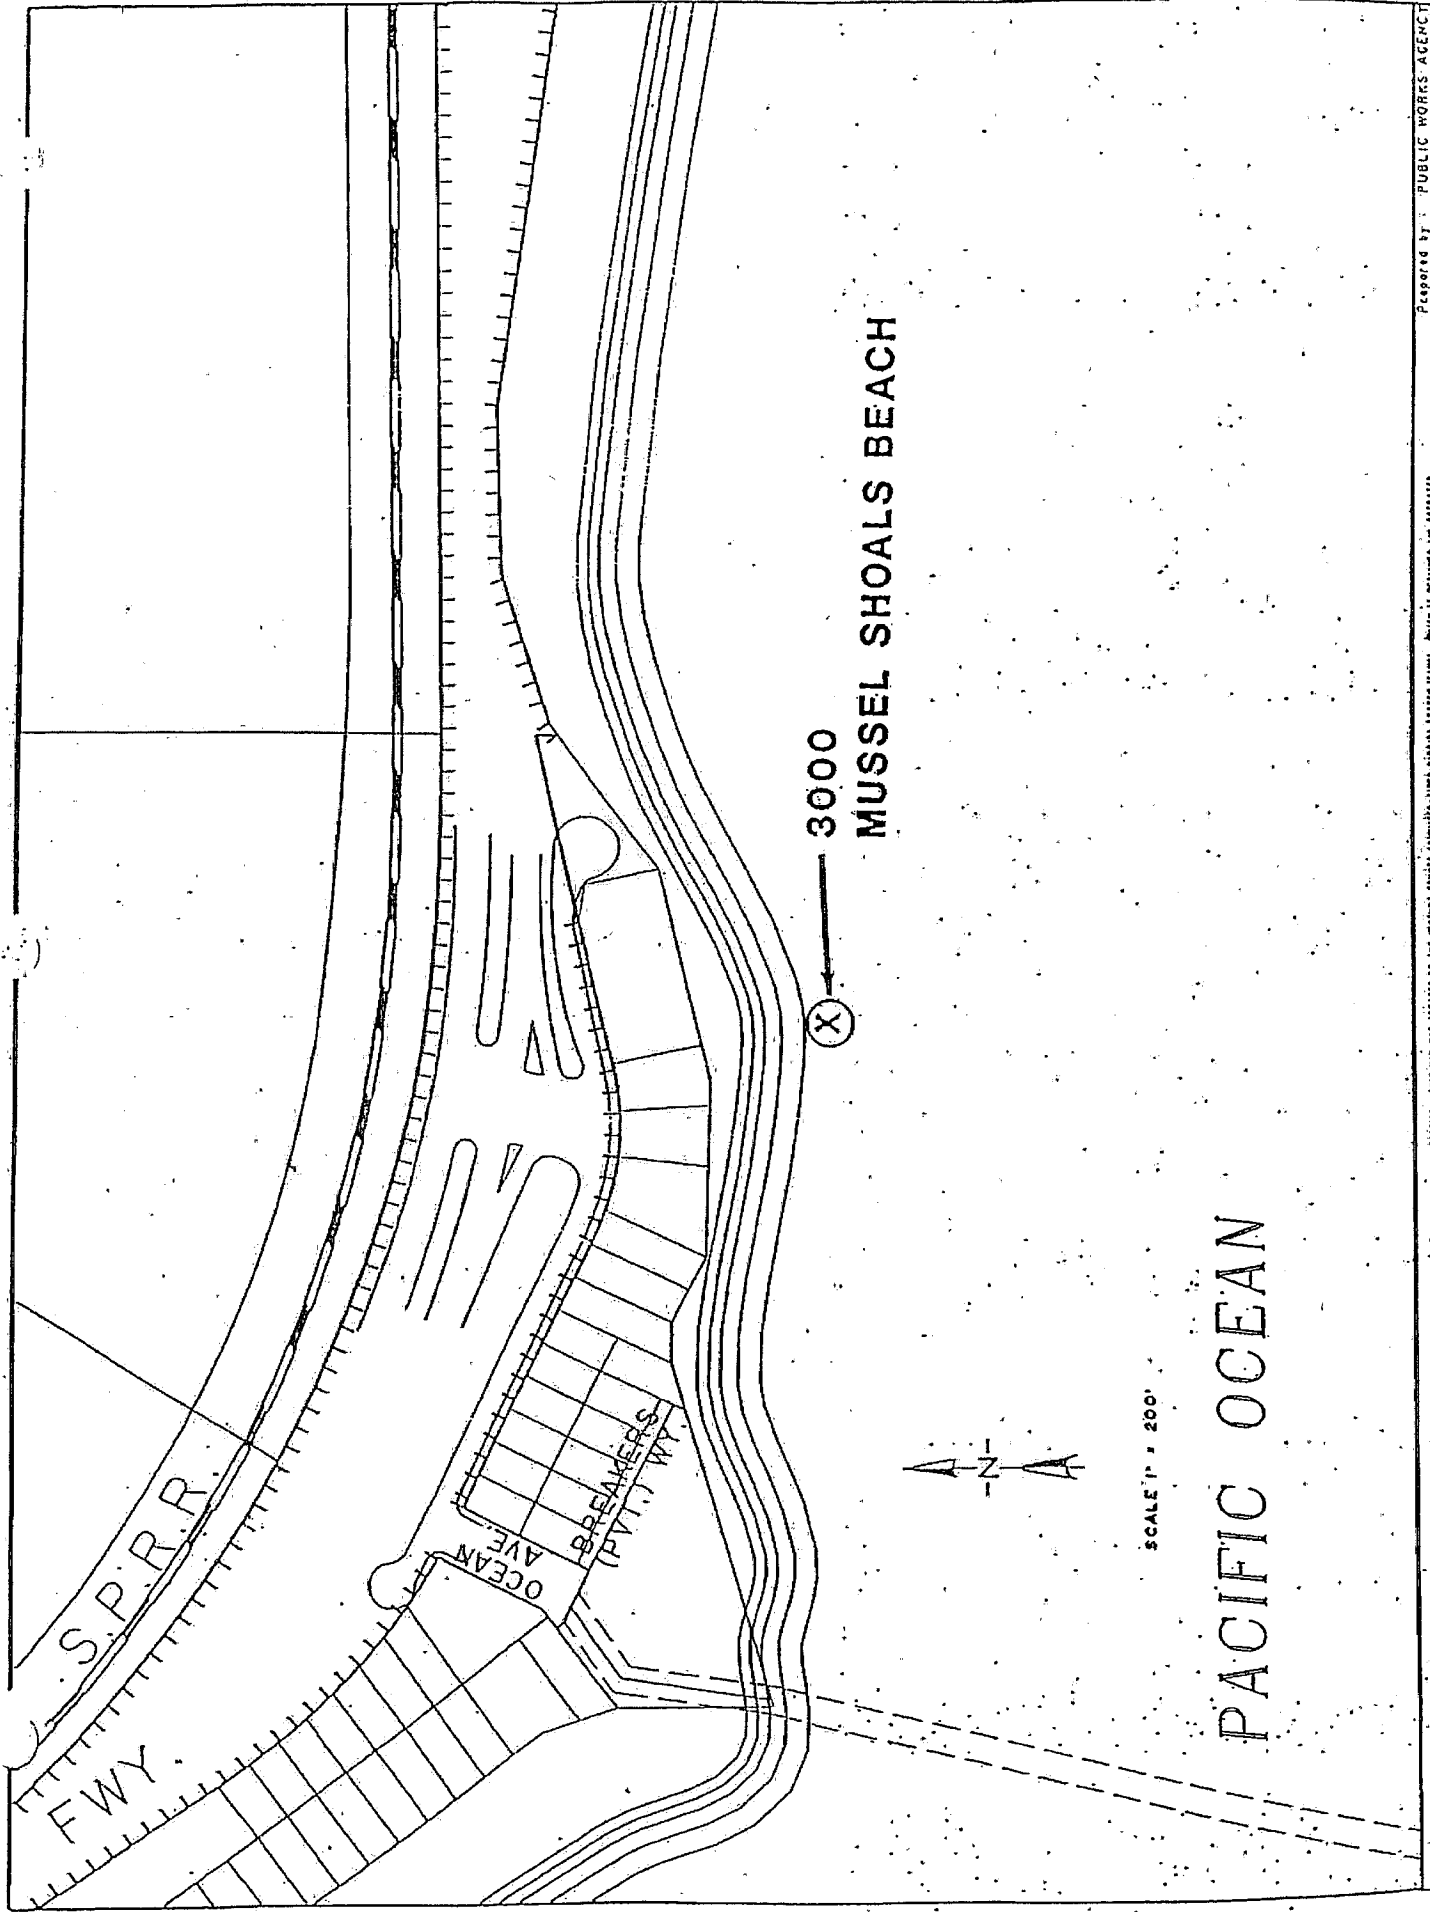 S.P.R.R.
FWY.
OCEAN
AVE.
BREAKERS
(PVT.) WY.
3000
MUSSEL SHOALS BEACH
X
-N-
SCALE 1" = 200'
PACIFIC OCEAN
Prepared by : PUBLIC WORKS AGENCY